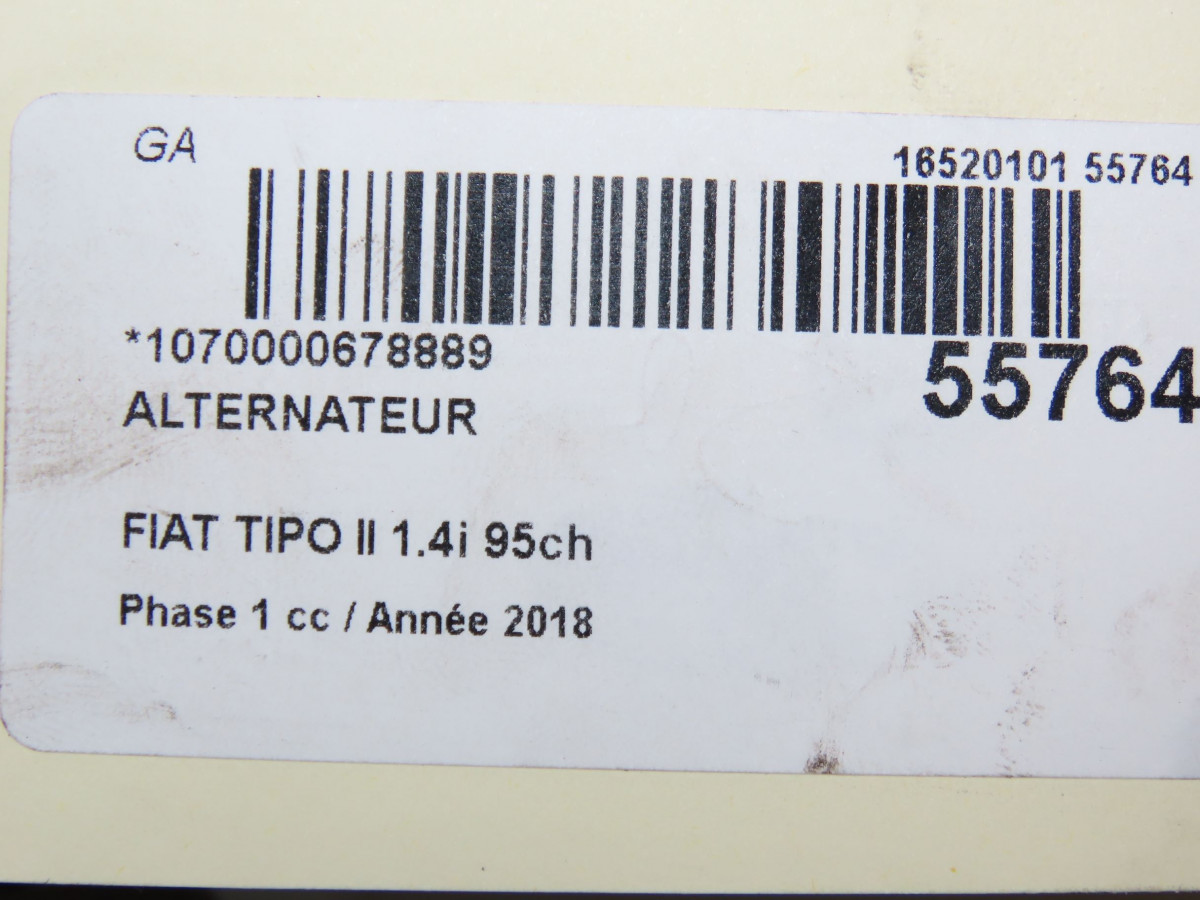 GA
16520101 55764
*1070000678889
55764
ALTERNATEUR
FIAT TIPO II 1.4i 95ch
Phase 1 cc / Année 2018